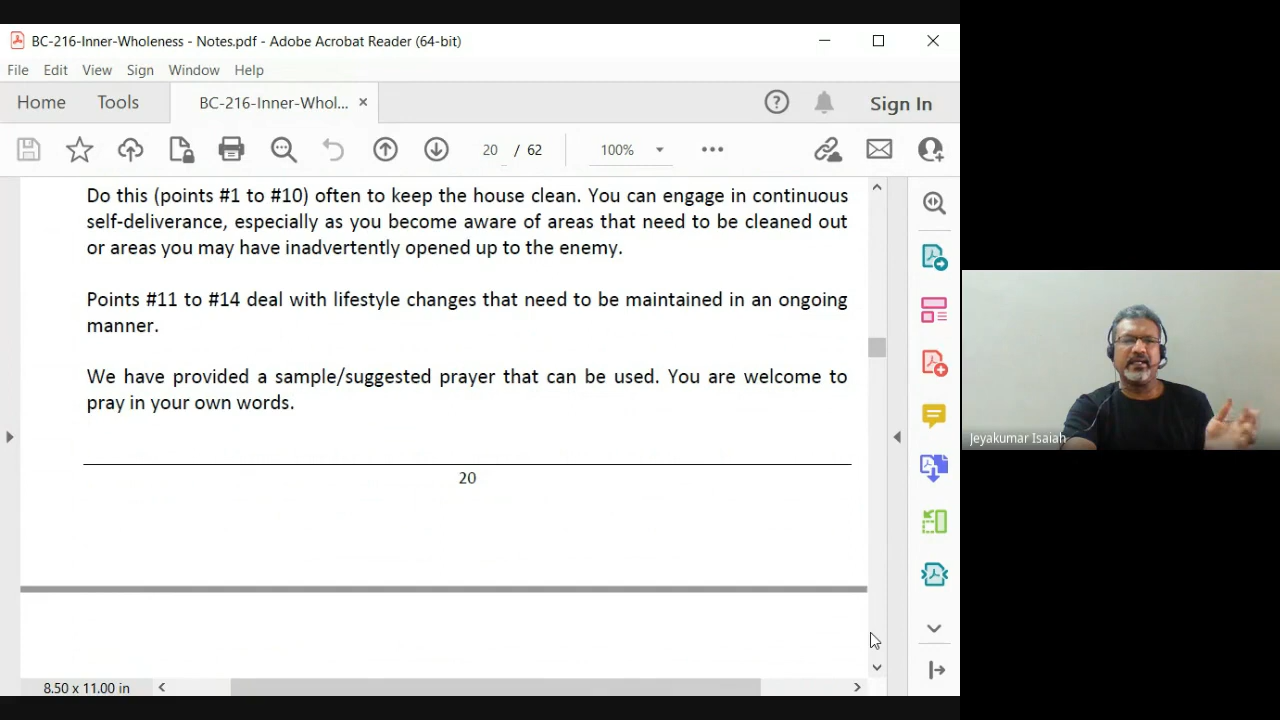 BC-216-Inner-Wholeness - Notes.pdf - Adobe Acrobat Reader (64-bit)
File Edit View Sign Window Help
Home Tools BC-216-Inner-Whol... × Sign In
20 / 62 100%
Do this (points #1 to #10) often to keep the house clean. You can engage in continuous
self-deliverance, especially as you become aware of areas that need to be cleaned out
or areas you may have inadvertently opened up to the enemy.
Points #11 to #14 deal with lifestyle changes that need to be maintained in an ongoing
manner.
We have provided a sample/suggested prayer that can be used. You are welcome to
pray in your own words.
20
8.50 x 11.00 in
Jeyakumar Isaiah